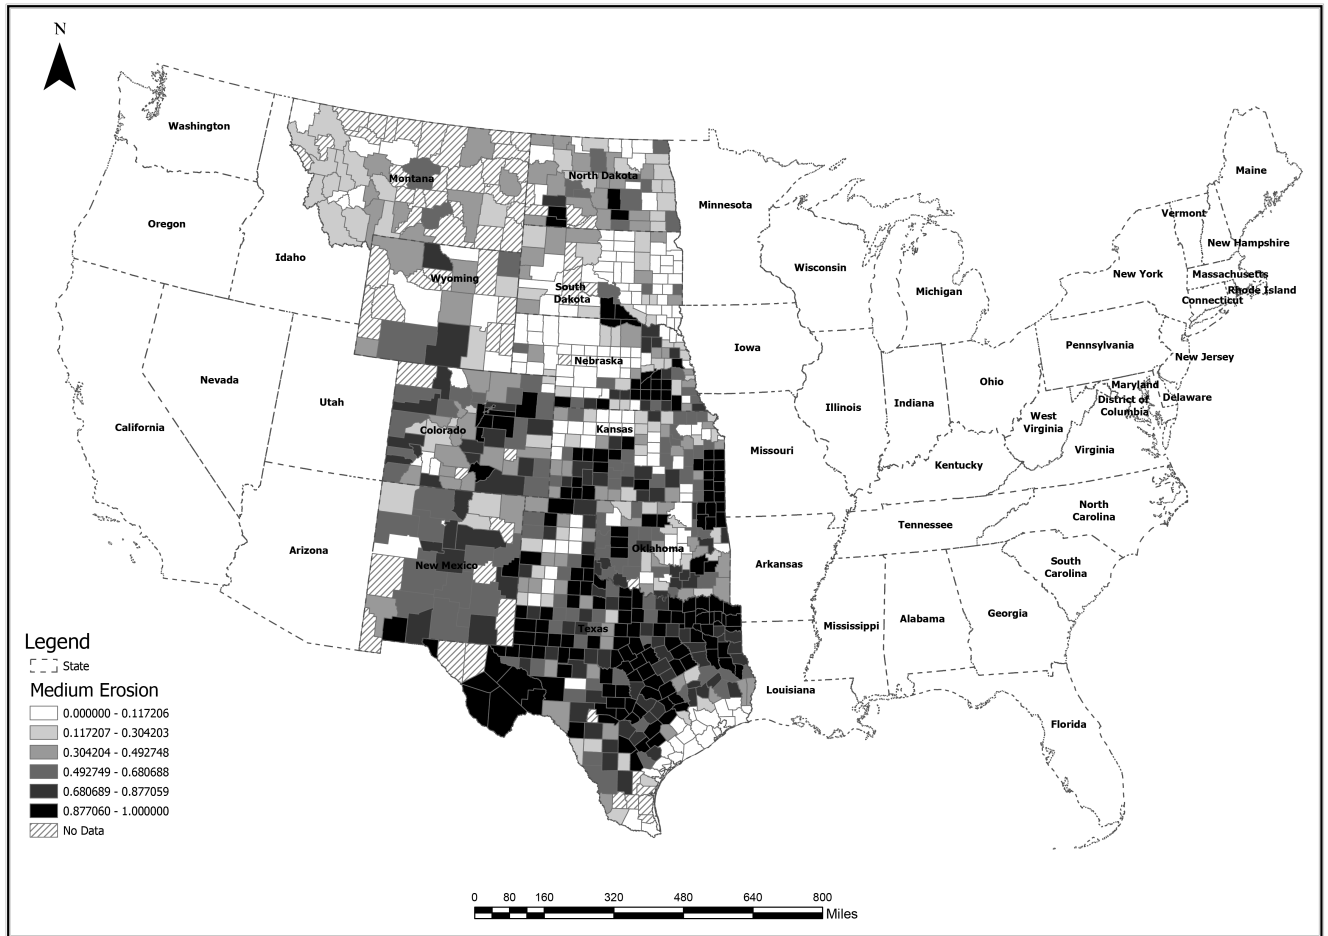 N
Washington
Maine
Montana
North Dakota
Minnesota
Vermont
Oregon
New Hampshire
Idaho
Wisconsin
New York
Massachusetts
Wyoming
South
Dakota
Michigan
Rhode Island
Connecticut
Iowa
Pennsylvania
Nebraska
New Jersey
Nevada
Ohio
Maryland
Utah
Illinois
Indiana
District of
Columbia
Delaware
West
Virginia
California
Colorado
Kansas
Missouri
Virginia
Kentucky
North
Carolina
Tennessee
Arizona
Oklahoma
New Mexico
Arkansas
South
Carolina
Texas
Mississippi
Alabama
Georgia
Louisiana
Florida
Legend
State
Medium Erosion
0.000000 - 0.117206
0.117207 - 0.304203
0.304204 - 0.492748
0.492749 - 0.680688
0.680689 - 0.877059
0.877060 - 1.000000
No Data
0 80 160 320 480 640 800
Miles